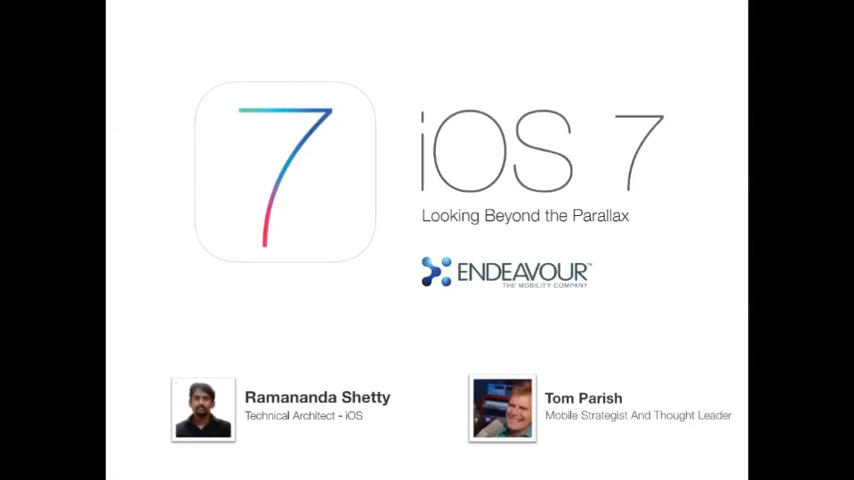 7
iOS 7
Looking Beyond the Parallax
ENDEAVOUR™
THE MOBILITY COMPANY
Ramananda Shetty
Technical Architect - iOS
Tom Parish
Mobile Strategist And Thought Leader